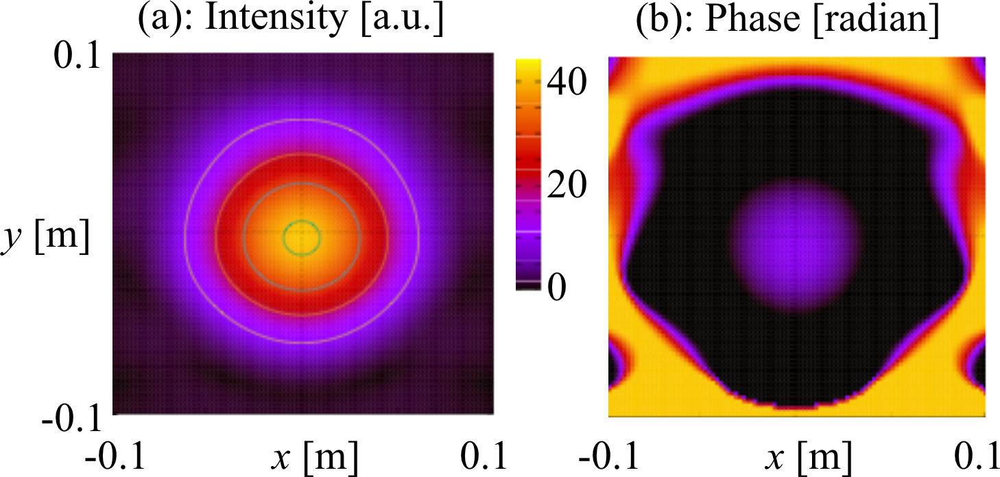 (a): Intensity [a.u.]
(b): Phase [radian]
0.1
40
20
y [m]
0
-0.1
-0.1 x [m] 0.1
-0.1 x [m] 0.1